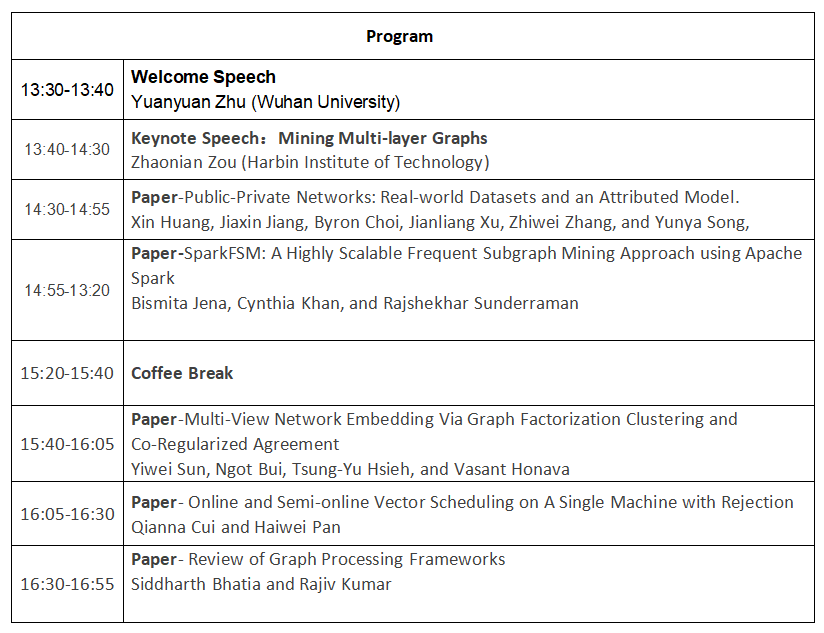 Program
13:30-13:40
Welcome Speech
Yuanyuan Zhu (Wuhan University)
13:40-14:30
Keynote Speech：Mining Multi-layer Graphs
Zhaonian Zou (Harbin Institute of Technology)
14:30-14:55
Paper-Public-Private Networks: Real-world Datasets and an Attributed Model.
Xin Huang, Jiaxin Jiang, Byron Choi, Jianliang Xu, Zhiwei Zhang, and Yunya Song,
14:55-13:20
Paper-SparkFSM: A Highly Scalable Frequent Subgraph Mining Approach using Apache
Spark
Bismita Jena, Cynthia Khan, and Rajshekhar Sunderraman
15:20-15:40
Coffee Break
15:40-16:05
Paper-Multi-View Network Embedding Via Graph Factorization Clustering and
Co-Regularized Agreement
Yiwei Sun, Ngot Bui, Tsung-Yu Hsieh, and Vasant Honava
16:05-16:30
Paper- Online and Semi-online Vector Scheduling on A Single Machine with Rejection
Qianna Cui and Haiwei Pan
16:30-16:55
Paper- Review of Graph Processing Frameworks
Siddharth Bhatia and Rajiv Kumar